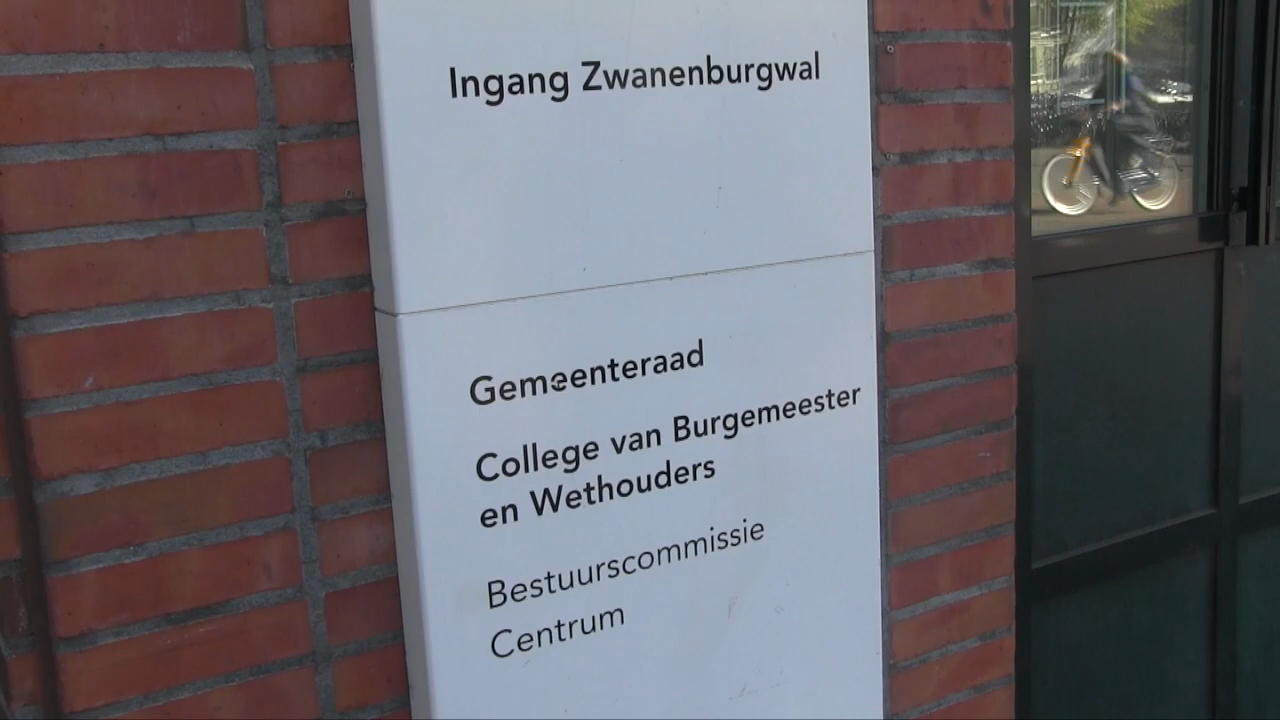 Ingang Zwanenburgwal
Gemeenteraad
College van Burgemeester
en Wethouders
Bestuurscommissie
Centrum